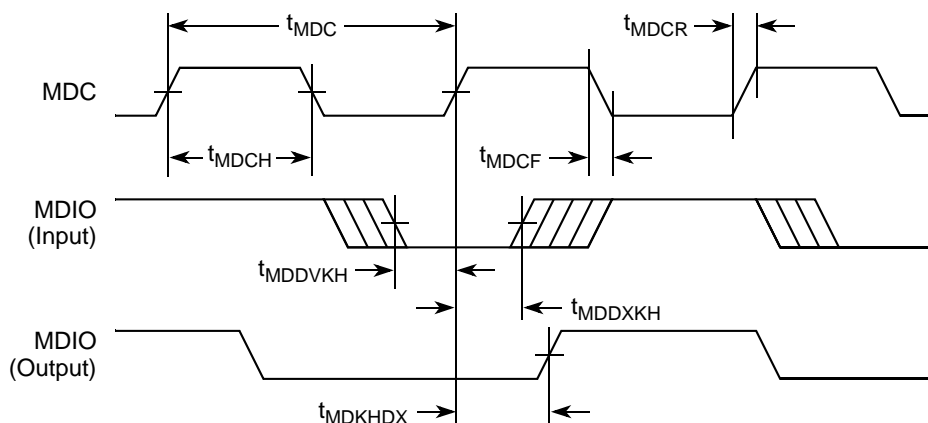 tMDC
tMDCR
MDC
tMDCH
tMDCF
MDIO
(Input)
tMDDVKH
tMDDXKH
MDIO
(Output)
tMDKHDX